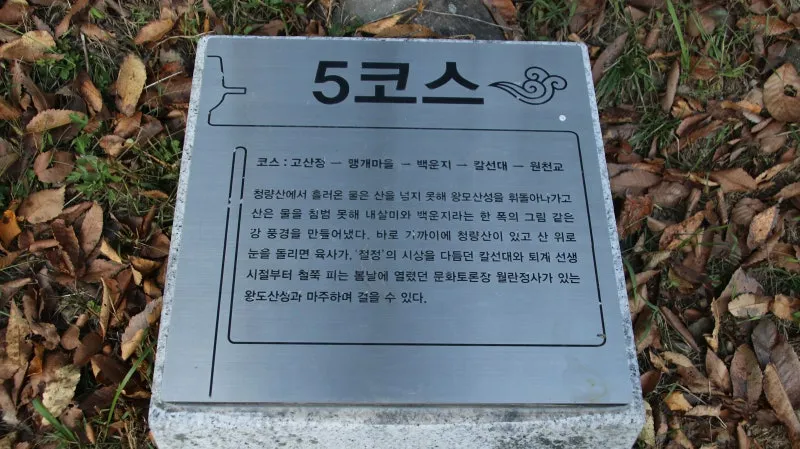 5코스
코스 : 고산정 → 맹개마을 → 백운지 → 칼선대 → 원천교
청량산에서 흘러온 물은 산을 넘지 못해 왕모산성을 휘돌아나가고
산은 물을 침범 못해 내살미와 백운지라는 한 폭의 그림 같은
강 풍경을 만들어냈다. 바로 가까이에 청량산이 있고 산 위로
눈을 돌리면 육사가, '절정'의 시상을 다듬던 칼선대와 퇴계 선생
시절부터 철쭉 피는 봄날에 열렸던 문화토론장 월란정사가 있는
왕도산성과 마주하며 걸을 수 있다.